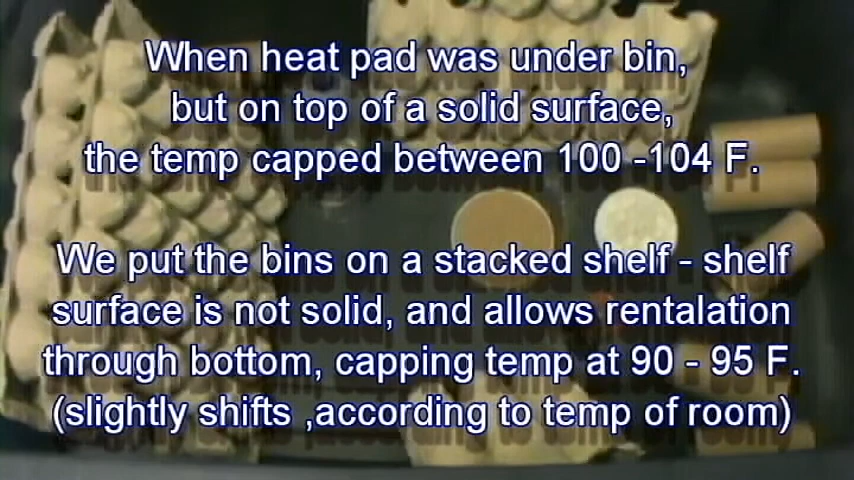 When heat pad was under bin,
but on top of a solid surface,
the temp capped between 100 -104 F.
We put the bins on a stacked shelf - shelf
surface is not solid, and allows rentalation
through bottom, capping temp at 90 - 95 F.
(slightly shifts ,according to temp of room)